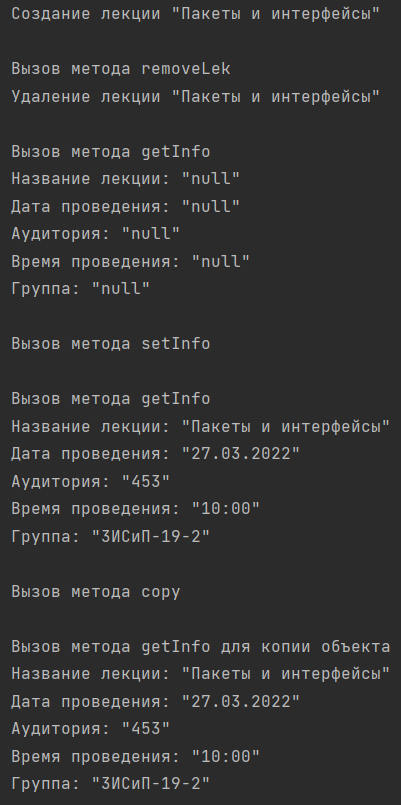 Создание лекции "Пакеты и интерфейсы"
Вызов метода removeLek
Удаление лекции "Пакеты и интерфейсы"
Вызов метода getInfo
Название лекции: "null"
Дата проведения: "null"
Аудитория: "null"
Время проведения: "null"
Группа: "null"
Вызов метода setInfo
Вызов метода getInfo
Название лекции: "Пакеты и интерфейсы"
Дата проведения: "27.03.2022"
Аудитория: "453"
Время проведения: "10:00"
Группа: "3ИСиП-19-2"
Вызов метода copy
Вызов метода getInfo для копии объекта
Название лекции: "Пакеты и интерфейсы"
Дата проведения: "27.03.2022"
Аудитория: "453"
Время проведения: "10:00"
Группа: "3ИСиП-19-2"